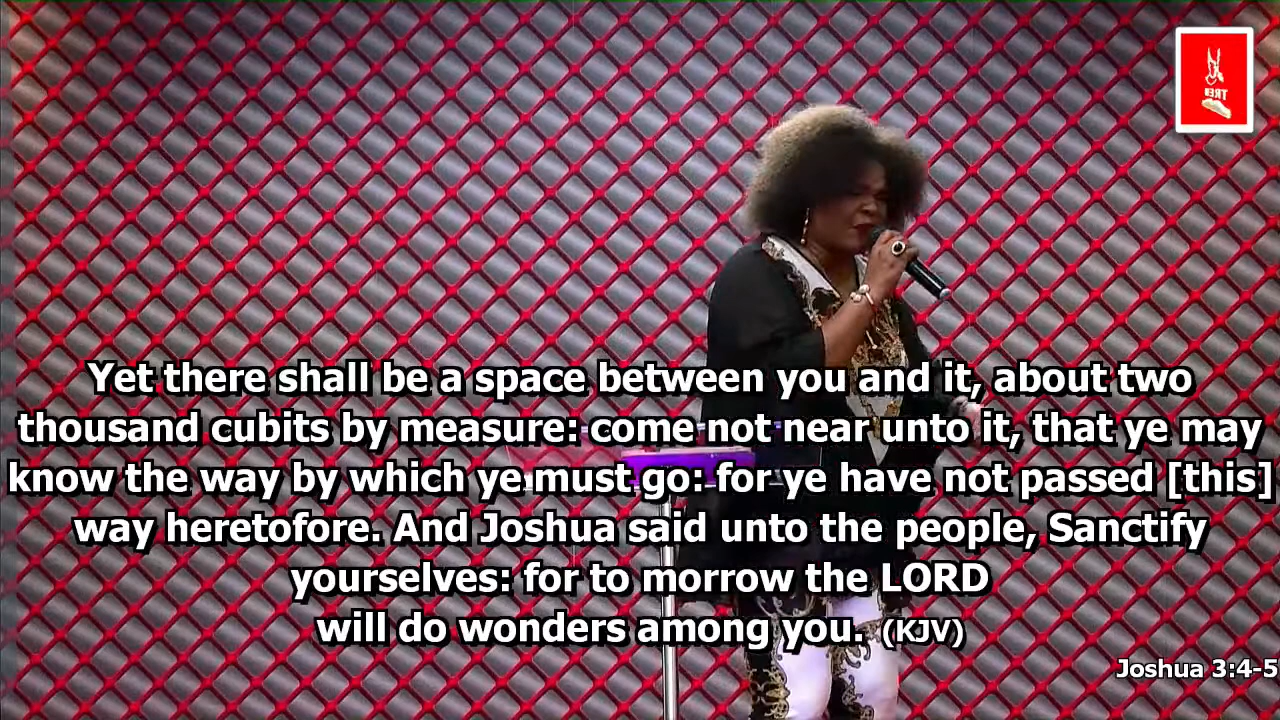 Yet there shall be a space between you and it, about two
thousand cubits by measure: come not near unto it, that ye may
know the way by which ye must go: for ye have not passed [this]
way heretofore. And Joshua said unto the people, Sanctify
yourselves: for to morrow the LORD
will do wonders among you. (KJV)
Joshua 3:4-5